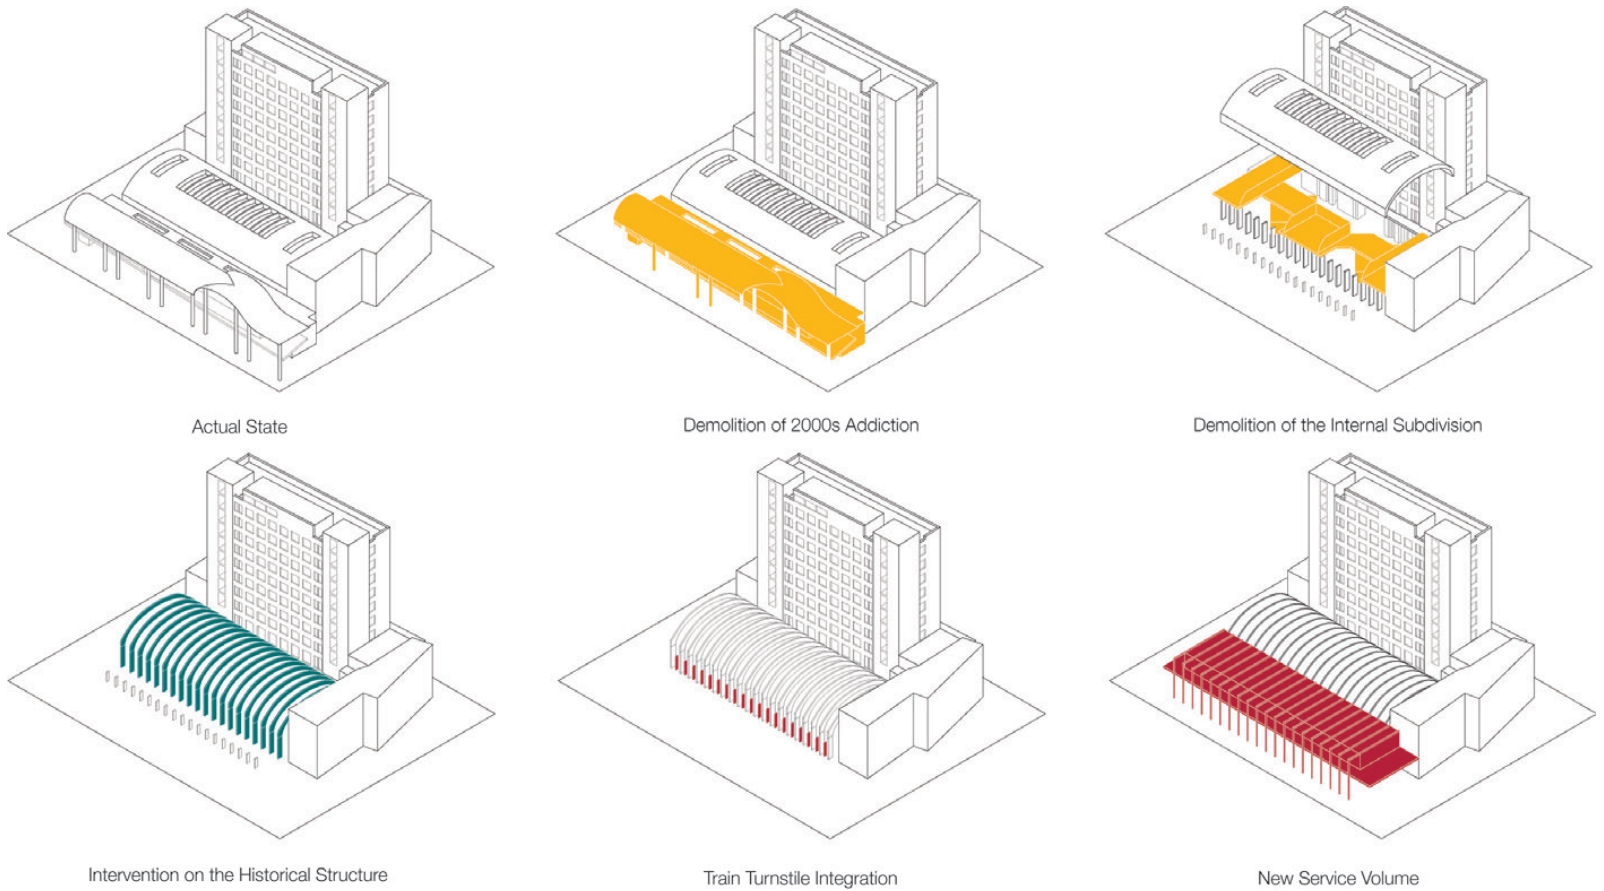 Actual State
Demolition of 2000s Addiction
Demolition of the Internal Subdivision
Intervention on the Historical Structure
Train Turnstile Integration
New Service Volume